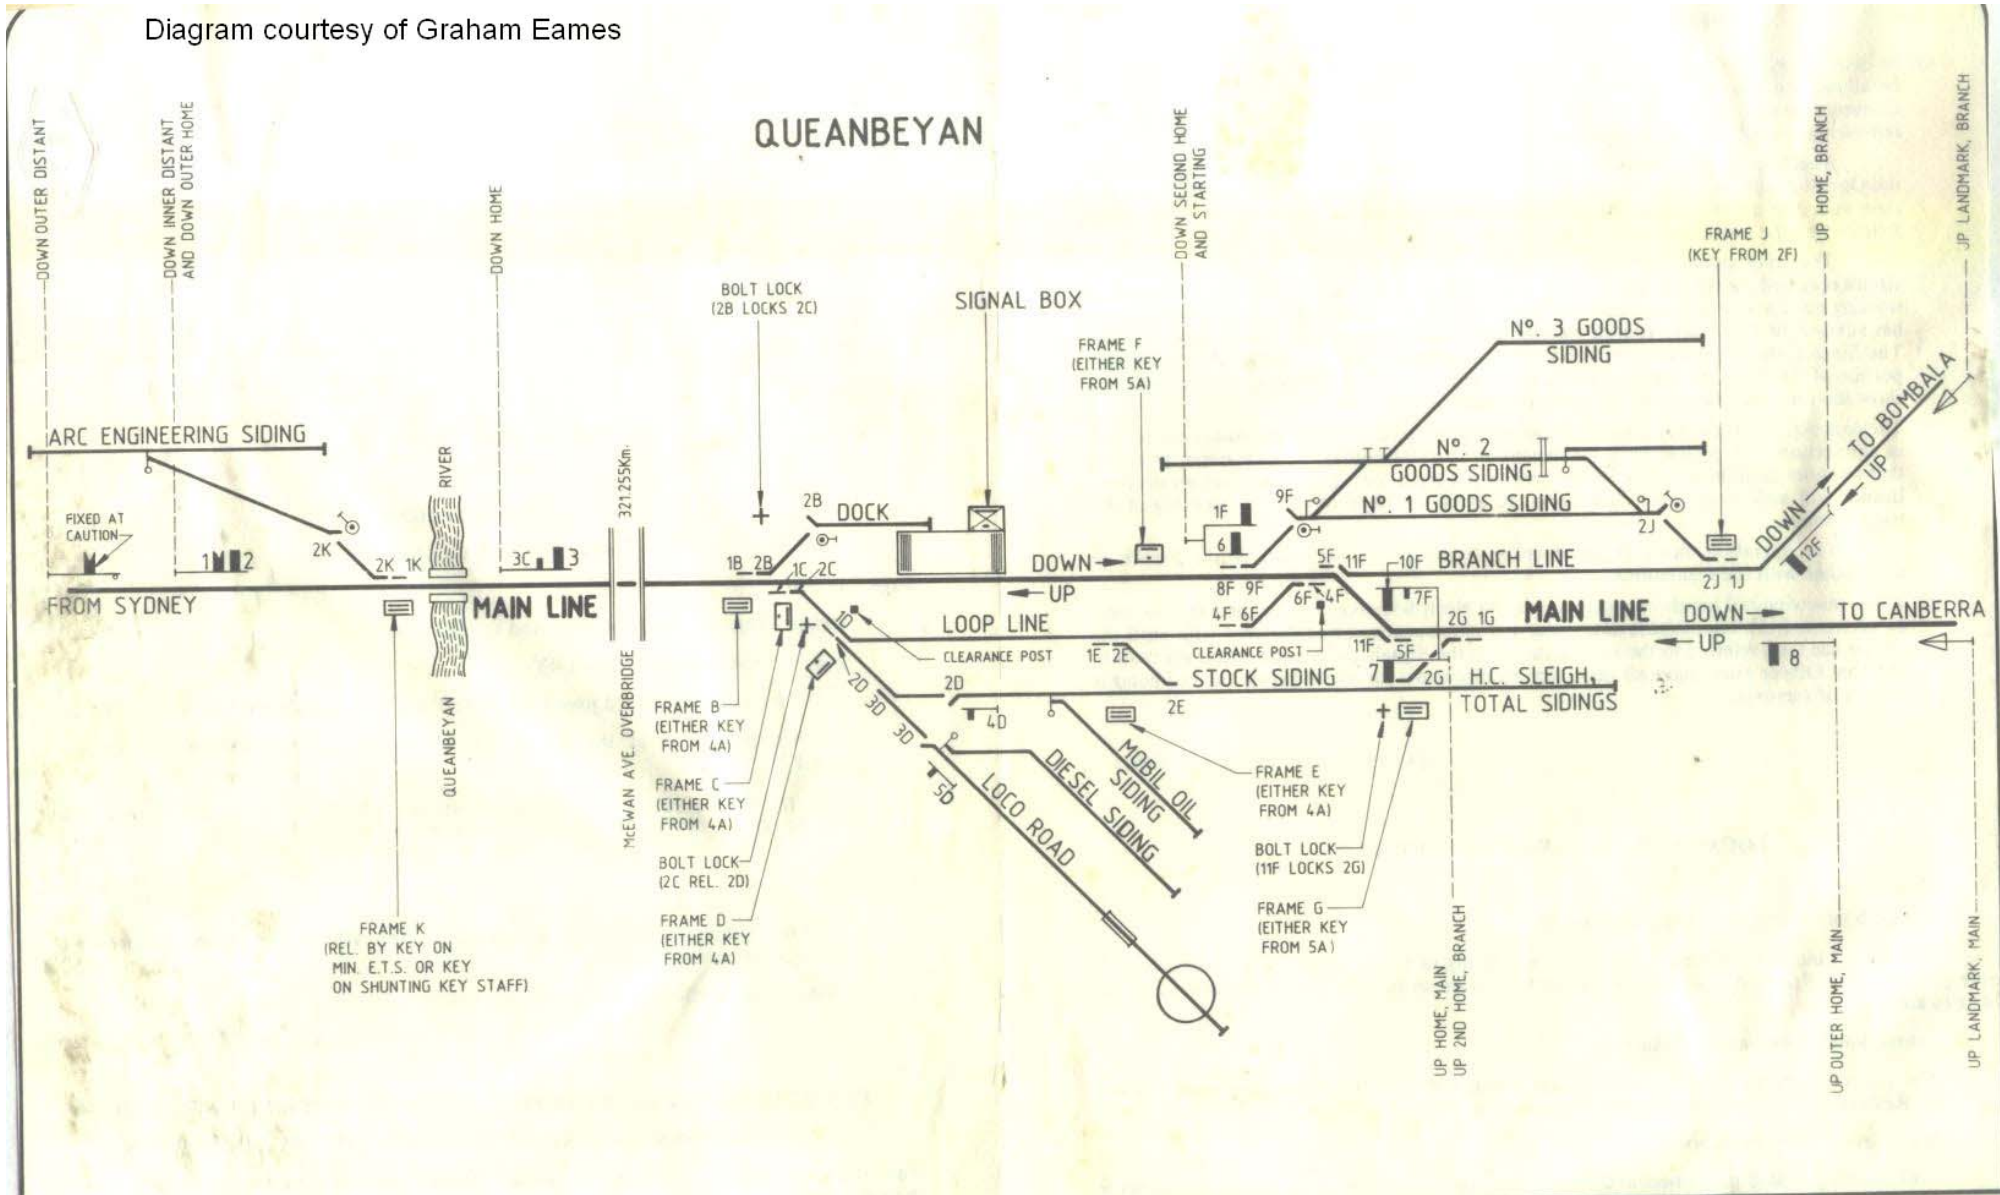 Diagram courtesy of Graham Eames
QUEANBEYAN
DOWN OUTER DISTANT
DOWN INNER DISTANT
AND DOWN OUTER HOME
DOWN HOME
DOWN SECOND HOME
AND STARTING
UP HOME, BRANCH
UP LANDMARK, BRANCH
FRAME J
(KEY FROM 2F)
BOLT LOCK
(2B LOCKS 2C)
SIGNAL BOX
FRAME F
(EITHER KEY
FROM 5A)
Nº. 3 GOODS
SIDING
ARC ENGINEERING SIDING
RIVER
321.255Km.
Nº. 2
GOODS SIDING
Nº. 1 GOODS SIDING
TO BOMBALA
UP
DOWN
12F
FIXED AT
CAUTION
1
2
2K
2K
1K
3C
3
1B
2B
2B
DOCK
1C
2C
DOWN
UP
1F
6
9F
8F
9F
4F
6F
5F
11F
6F
4F
10F
7F
BRANCH LINE
2J
2J
1J
FROM SYDNEY
MAIN LINE
MAIN LINE
DOWN
UP
TO CANBERRA
8
LOOP LINE
1D
CLEARANCE POST
1E
2E
CLEARANCE POST
11F
5F
2G
1G
7
2G
STOCK SIDING
2E
H.C. SLEIGH,
TOTAL SIDINGS
2D
3D
3D
2D
4D
5D
MOBIL OIL
SIDING
DIESEL SIDING
LOCO ROAD
QUEANBEYAN
McEWAN AVE. OVERBRIDGE
FRAME B
(EITHER KEY
FROM 4A)
FRAME C
(EITHER KEY
FROM 4A)
BOLT LOCK
(2C REL. 2D)
FRAME D
(EITHER KEY
FROM 4A)
FRAME K
(REL. BY KEY ON
MIN. E.T.S. OR KEY
ON SHUNTING KEY STAFF)
FRAME E
(EITHER KEY
FROM 4A)
BOLT LOCK
(11F LOCKS 2G)
FRAME G
(EITHER KEY
FROM 5A)
UP HOME, MAIN
UP 2ND HOME, BRANCH
UP OUTER HOME, MAIN
UP LANDMARK, MAIN